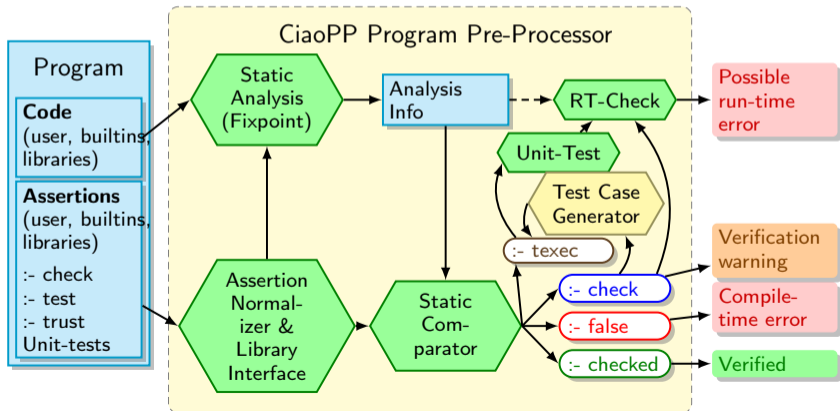 CiaoPP Program Pre-Processor
Program
Code
(user, builtins,
libraries)
Assertions
(user, builtins,
libraries)
:- check
:- test
:- trust
Unit-tests
Static
Analysis
(Fixpoint)
Analysis
Info
RT-Check
Possible
run-time
error
Unit-Test
Test Case
Generator
:- texec
Assertion
Normal-
izer &
Library
Interface
Static
Com-
parator
:- check
:- false
:- checked
Verification
warning
Compile-
time error
Verified